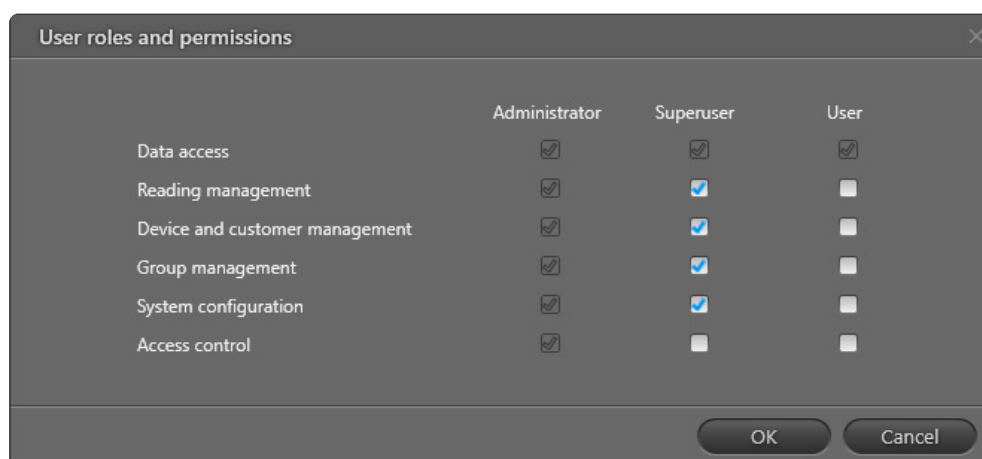 User roles and permissions
Administrator Superuser User
Data access
Reading management
Device and customer management
Group management
System configuration
Access control
OK Cancel